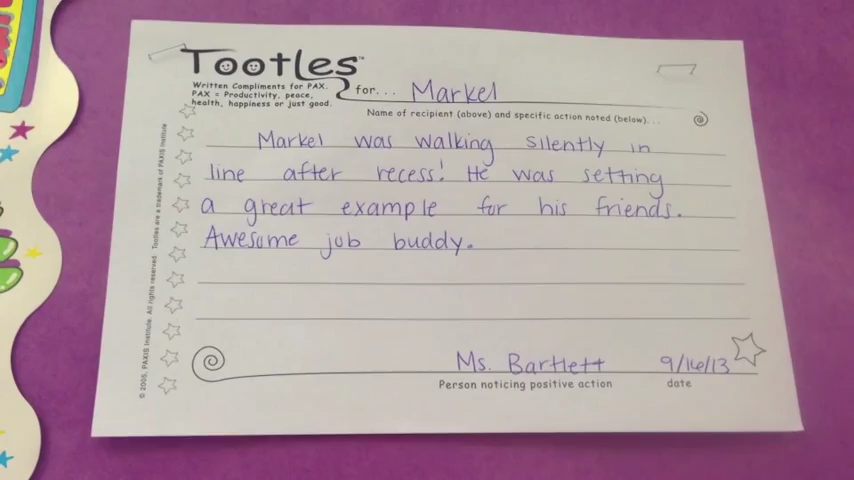 Tootles™
Written Compliments for PAX.
PAX = Productivity, peace,
health, happiness or just good.
for... Markel
Name of recipient (above) and specific action noted (below)...
Markel was walking silently in
line after recess! He was setting
a great example for his friends.
Awesome job buddy.
Ms. Bartlett 9/16/13
Person noticing positive action date
© 2005, PAXIS Institute. All rights reserved. Tootles are a trademark of PAXIS Institute